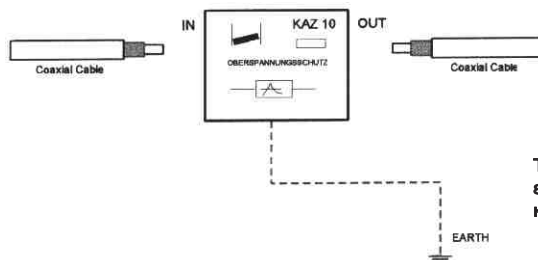 IN
KAZ 10
OUT
Coaxial Cable
OBERSPANNUNGSSCHUTZ
Coaxial Cable
EARTH